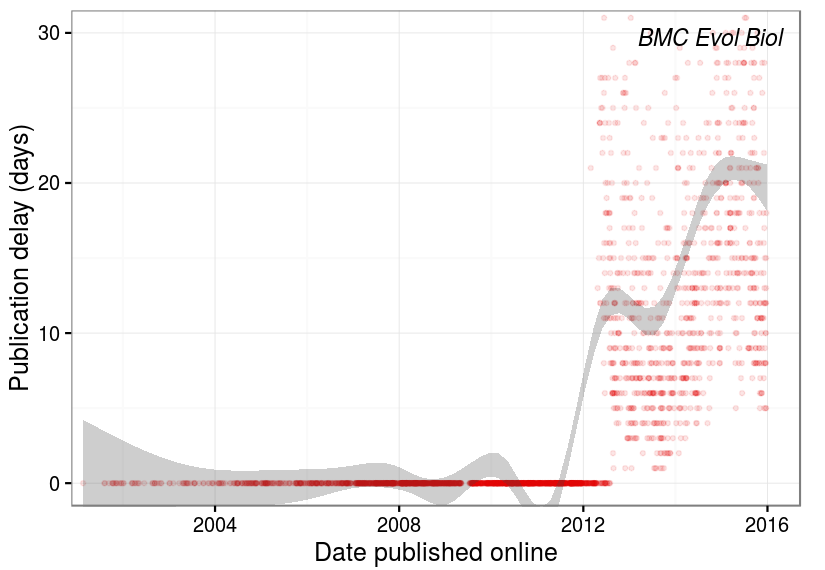 BMC Evol Biol
Publication delay (days)
30
20
10
0
2004 2008 2012 2016
Date published online